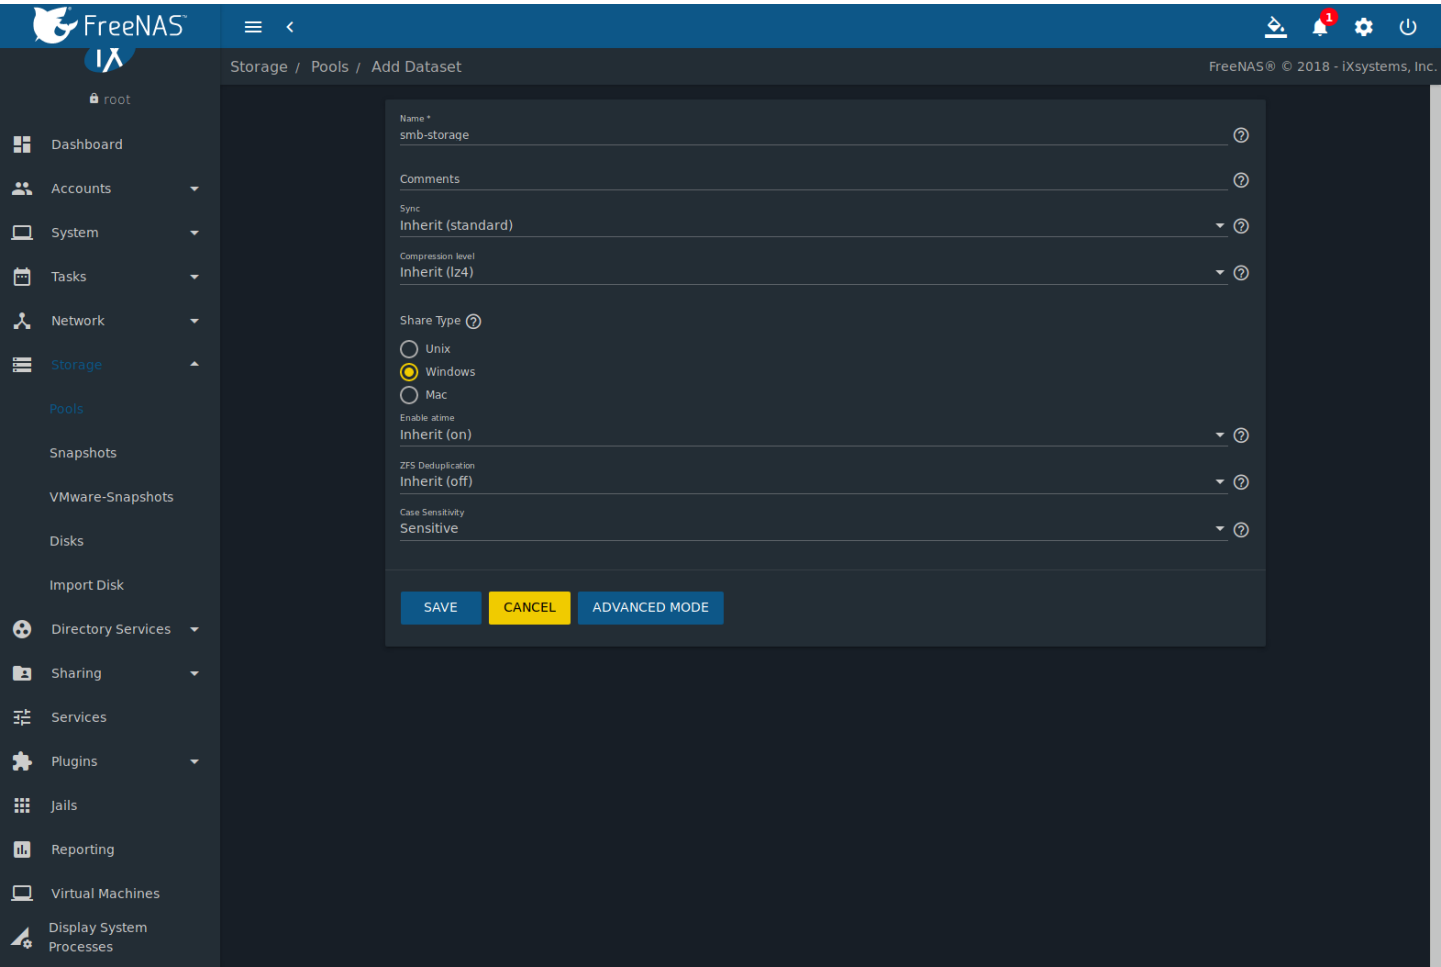 FreeNAS™
1
Storage / Pools / Add Dataset
FreeNAS® © 2018 - iXsystems, Inc.
iX
root
Dashboard
Accounts
System
Tasks
Network
Storage
Pools
Snapshots
VMware-Snapshots
Disks
Import Disk
Directory Services
Sharing
Services
Plugins
Jails
Reporting
Virtual Machines
Display System
Processes
Name *
smb-storage
Comments
Sync
Inherit (standard)
Compression level
Inherit (lz4)
Share Type
Unix
Windows
Mac
Enable atime
Inherit (on)
ZFS Deduplication
Inherit (off)
Case Sensitivity
Sensitive
SAVE
CANCEL
ADVANCED MODE